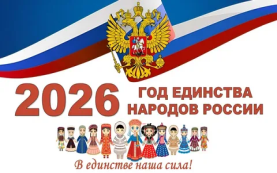 2026
ГОД ЕДИНСТВА
НАРОДОВ РОССИИ
В единстве наша сила!